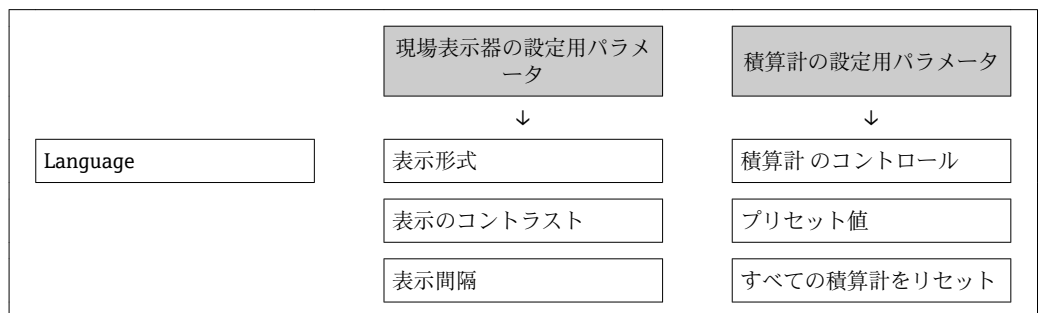 現場表示器の設定用パラメ
ータ
積算計の設定用パラメータ
↓
↓
Language
表示形式
積算計 のコントロール
表示のコントラスト
プリセット値
表示間隔
すべての積算計をリセット